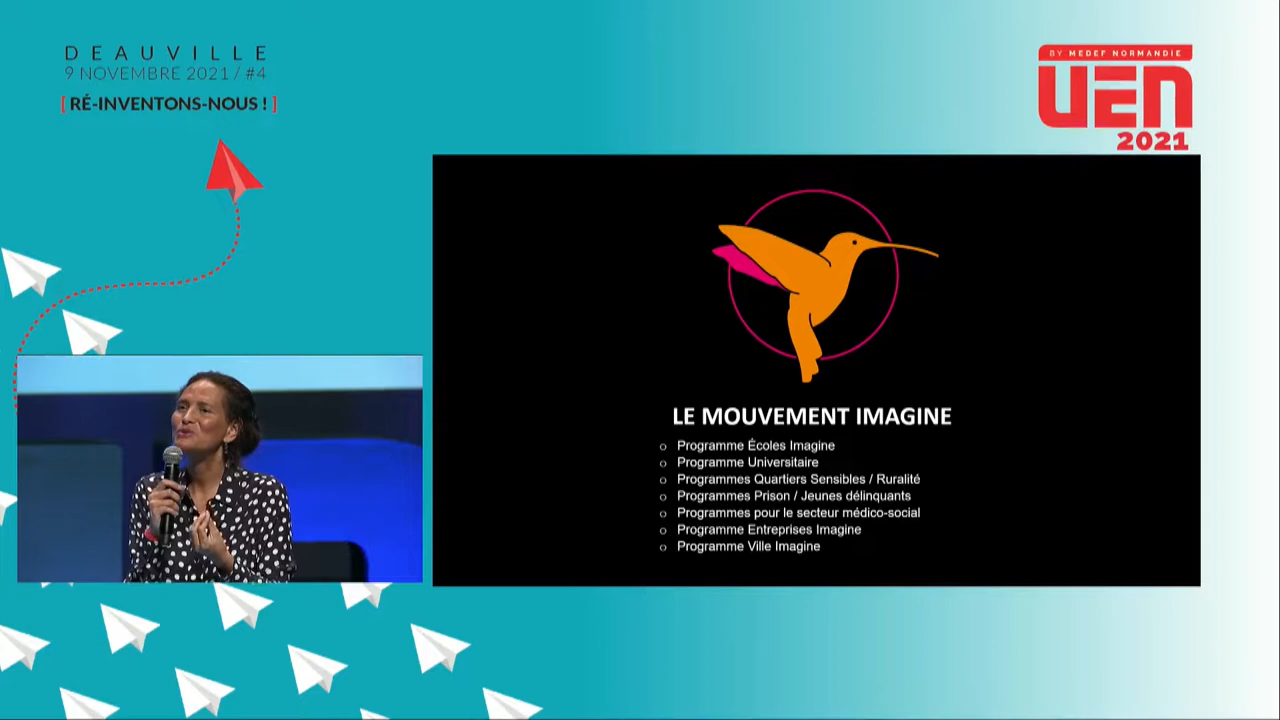 DEAUVILLE
9 NOVEMBRE 2021 / #4
[ RÉ-INVENTONS-NOUS ! ]
BY MEDEF NORMANDIE
UEN
2021
LE MOUVEMENT IMAGINE
o Programme Écoles Imagine
o Programme Universitaire
o Programmes Quartiers Sensibles / Ruralité
o Programmes Prison / Jeunes délinquants
o Programmes pour le secteur médico-social
o Programme Entreprises Imagine
o Programme Ville Imagine